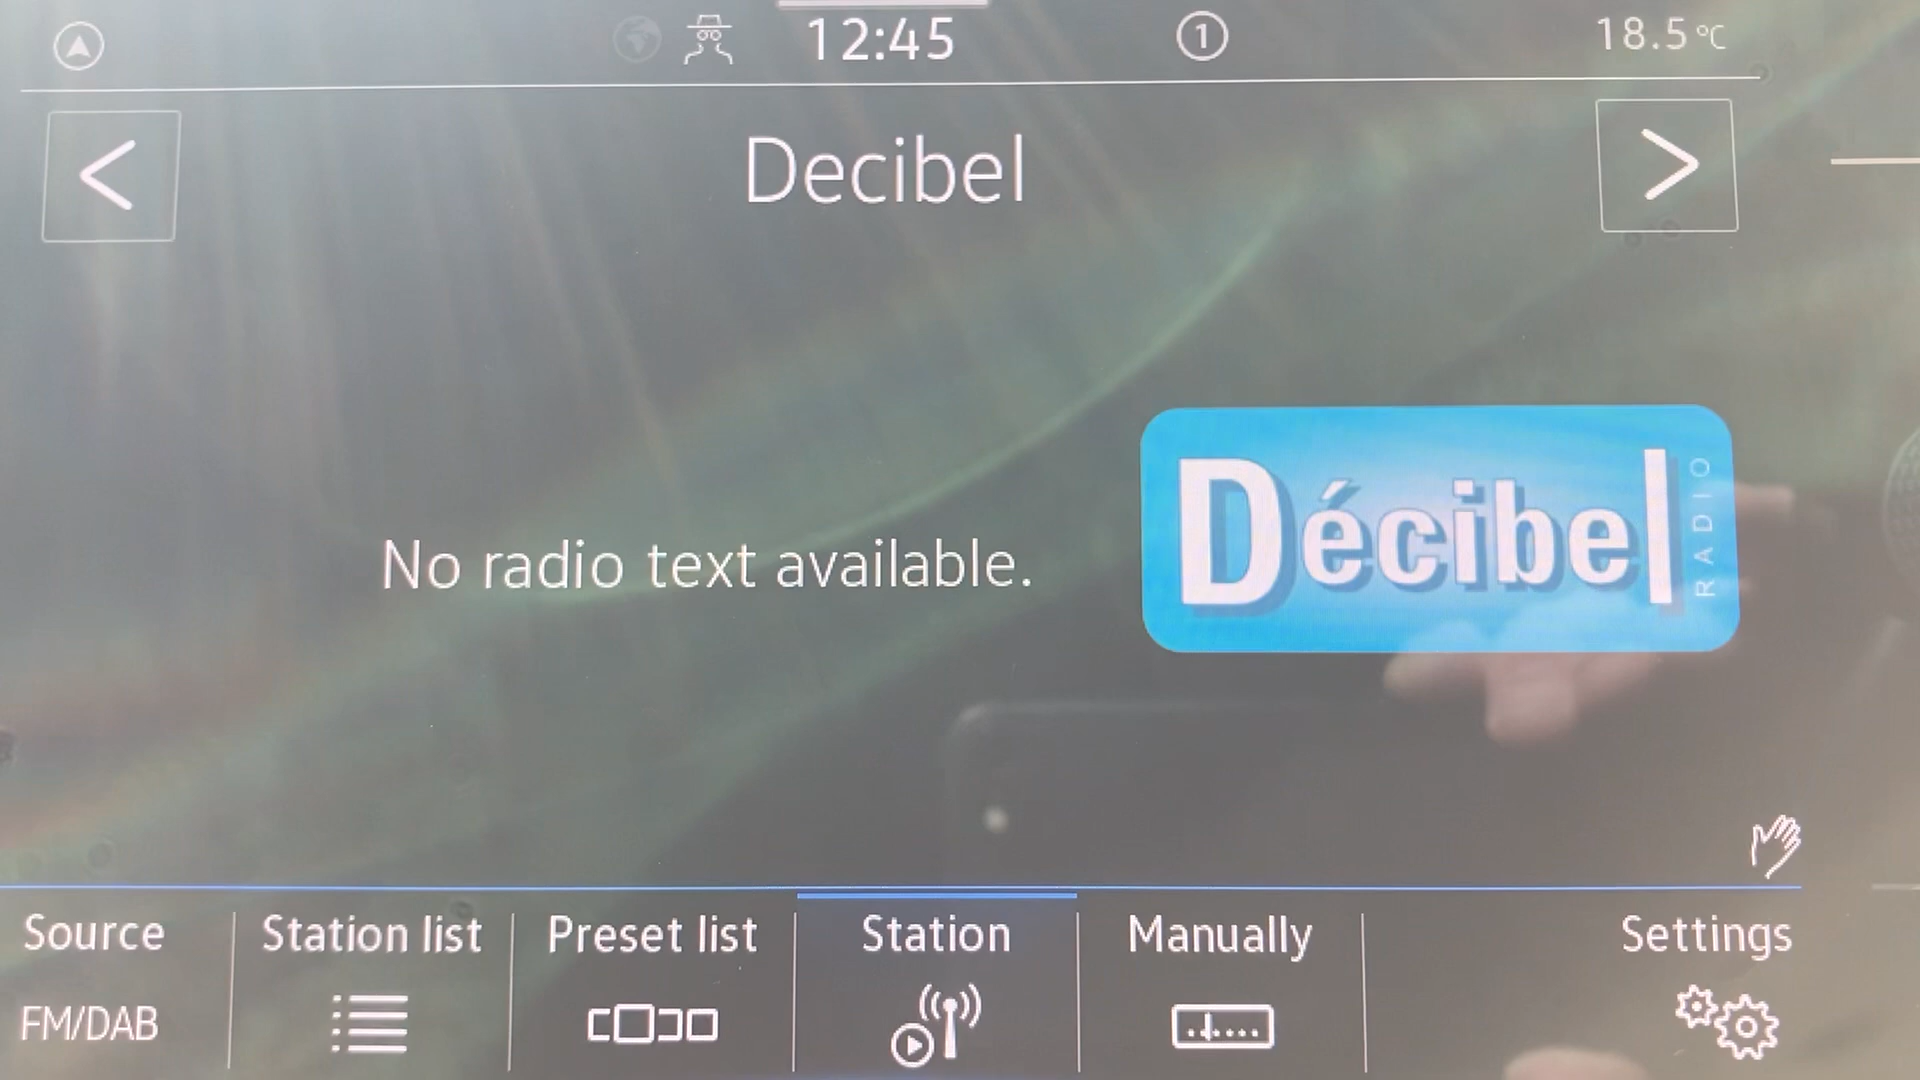 12:45
1
18.5 °C
<
Decibel
>
No radio text available.
Décibel
RADIO
Source
Station list
Preset list
Station
Manually
Settings
FM/DAB